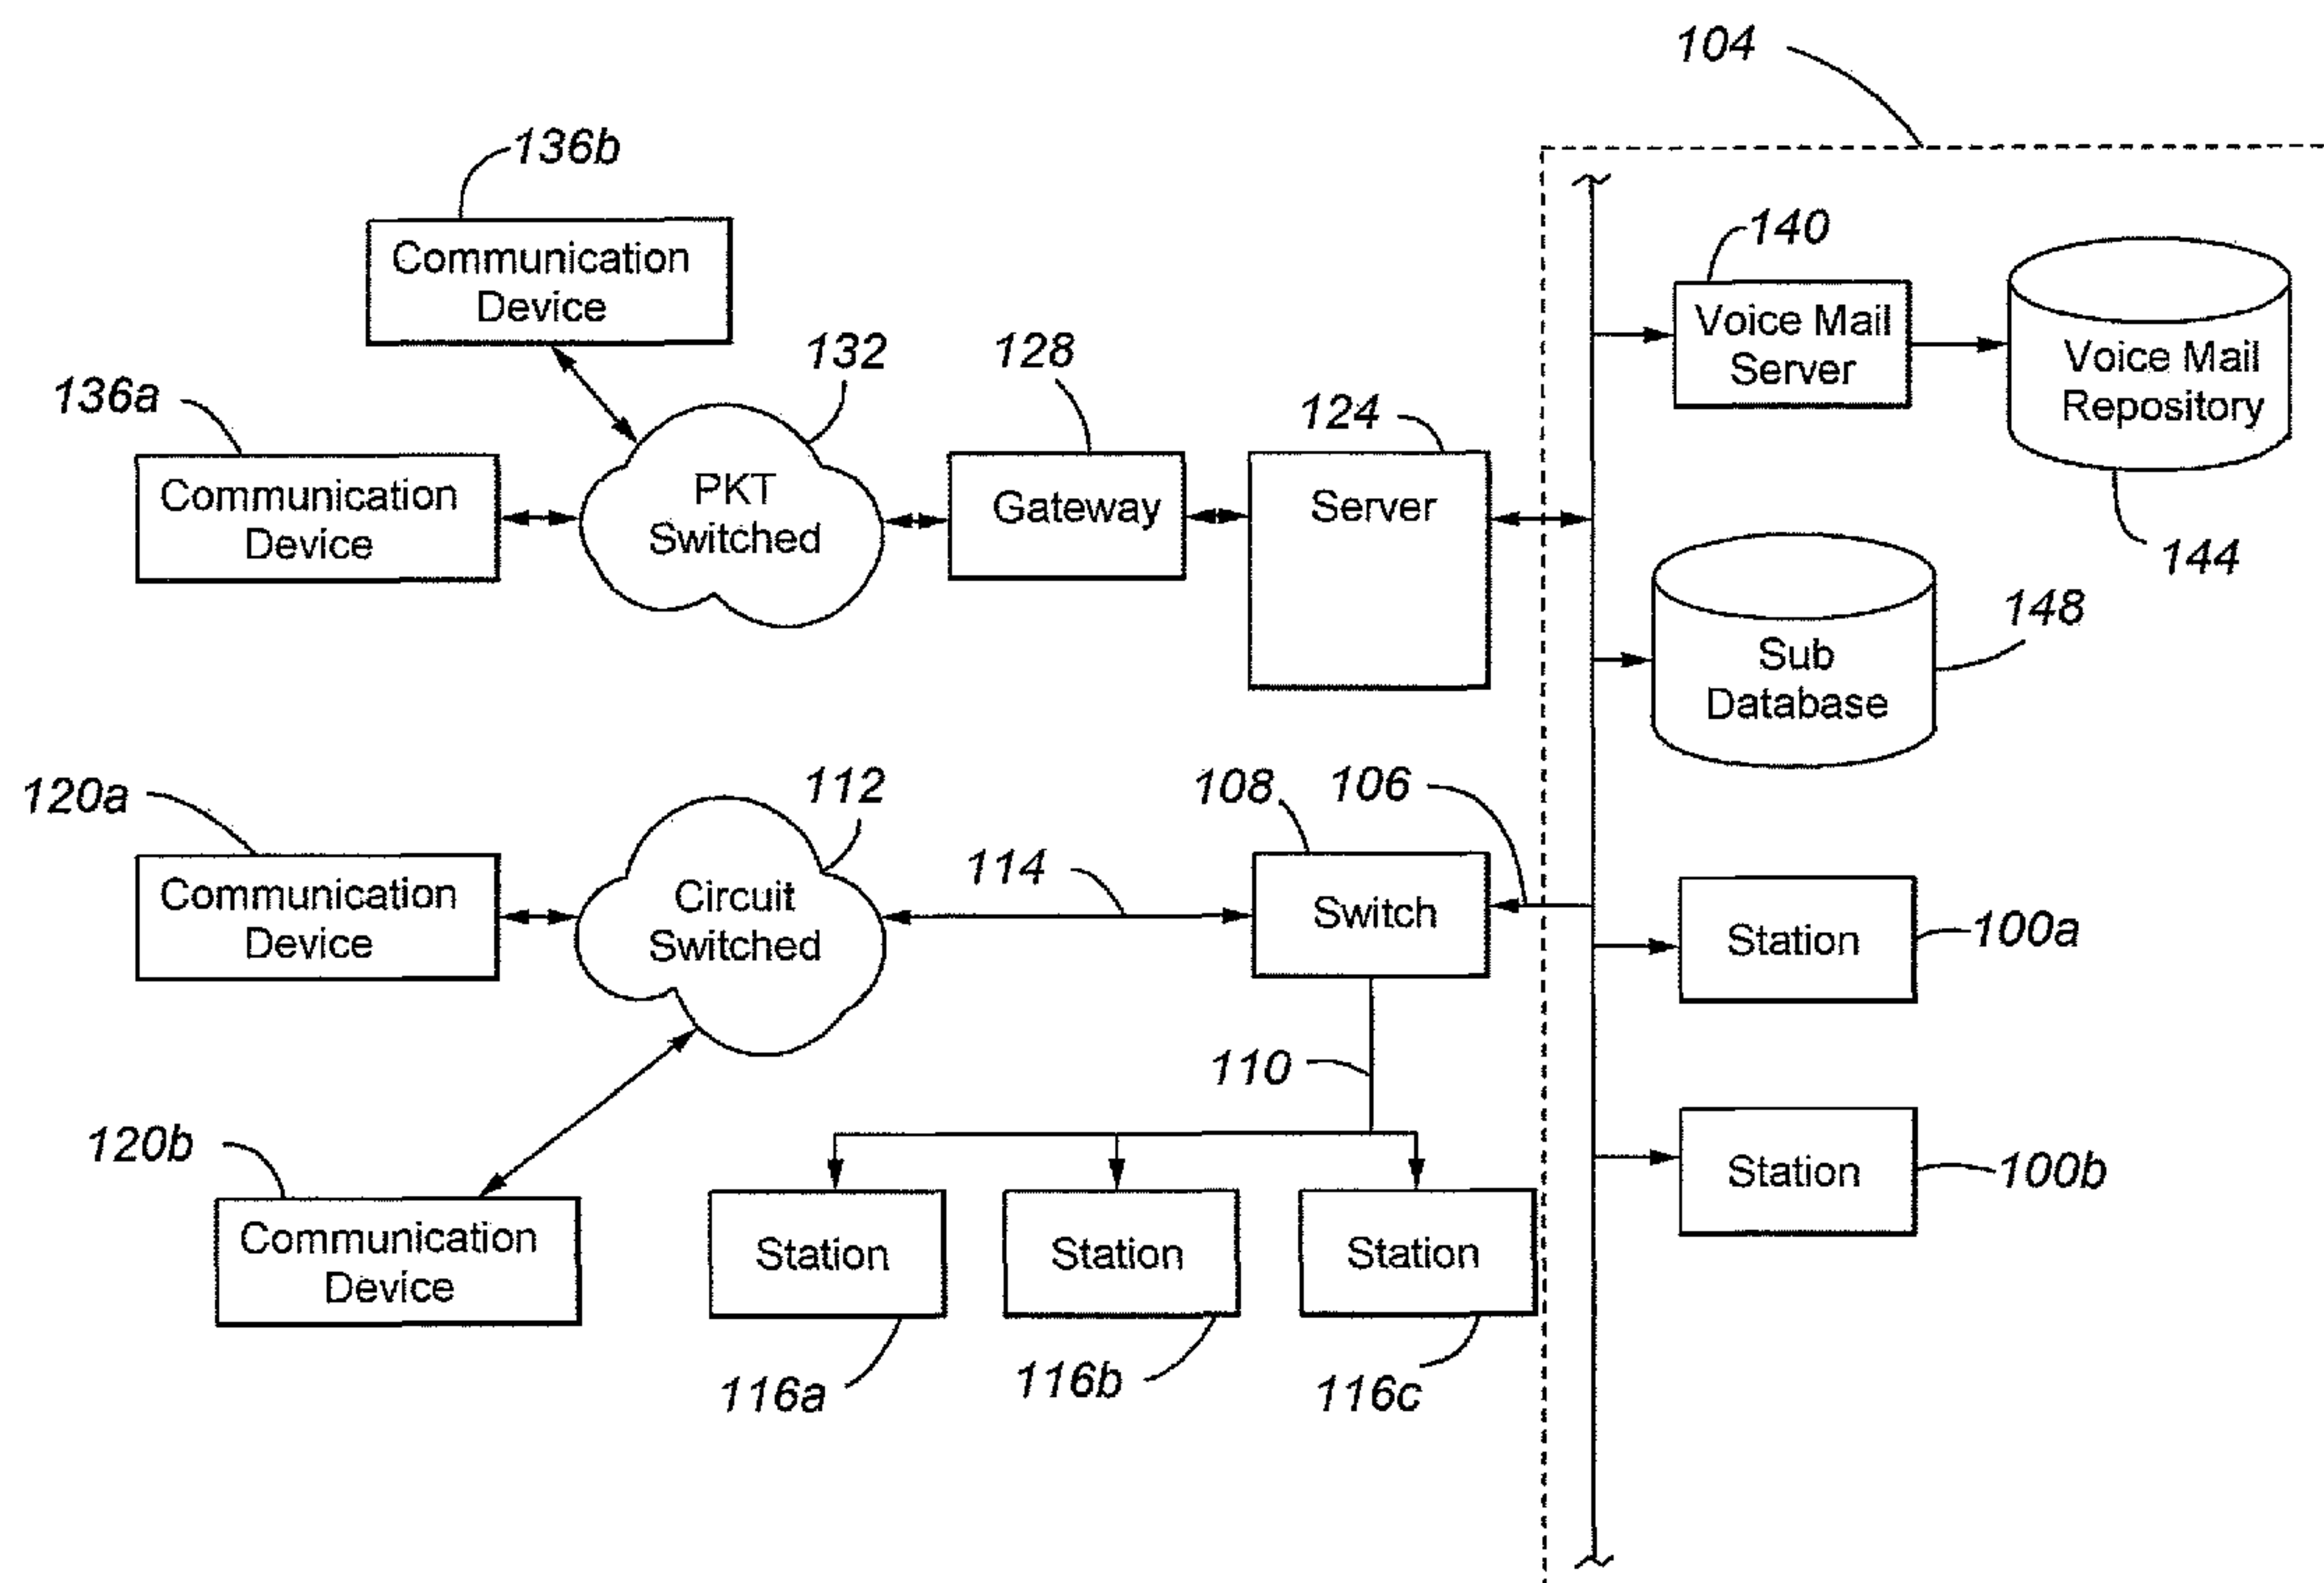 104
136b
Communication
Device
140
Voice Mail
Server
Voice Mail
Repository
144
136a
Communication
Device
132
PKT
Switched
128
Gateway
124
Server
148
Sub
Database
120a
Communication
Device
112
Circuit
Switched
114
108
Switch
106
Station
100a
110
120b
Communication
Device
Station
116a
Station
116b
Station
116c
Station
100b